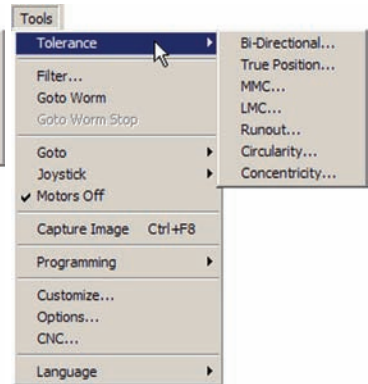 Tools
Tolerance
Filter...
Goto Worm
Goto Worm Stop
Goto
Joystick
Motors Off
Capture Image Ctrl+F8
Programming
Customize...
Options...
CNC...
Language
Bi-Directional...
True Position...
MMC...
LMC...
Runout...
Circularity...
Concentricity...